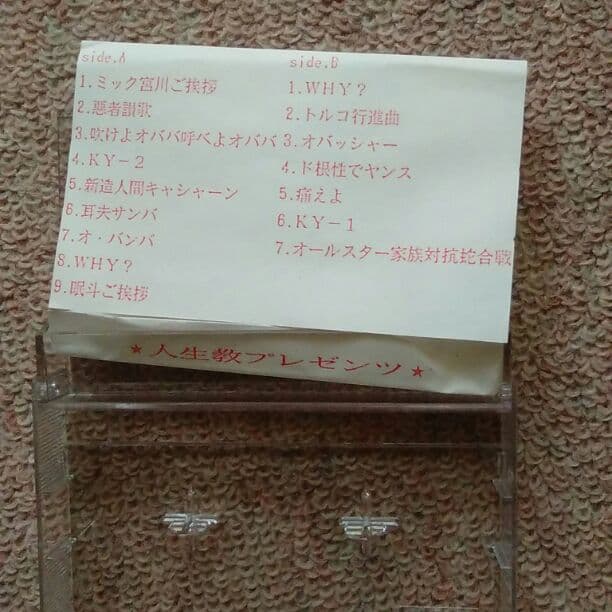 side.A
1.ミック宮川ご挨拶
2.悪者讃歌
3.吹けよオババ呼べよオババ
4.KY-2
5.新造人間キャシャーン
6.耳夫サンバ
7.オ・バンバ
8.WHY?
9.眠斗ご挨拶
side.B
1.WHY?
2.トルコ行進曲
3.オバッシャー
4.ド根性でヤンス
5.痛えよ
6.KY-1
7.オールスター家族対抗蛇合戦
★人生教プレゼンツ★